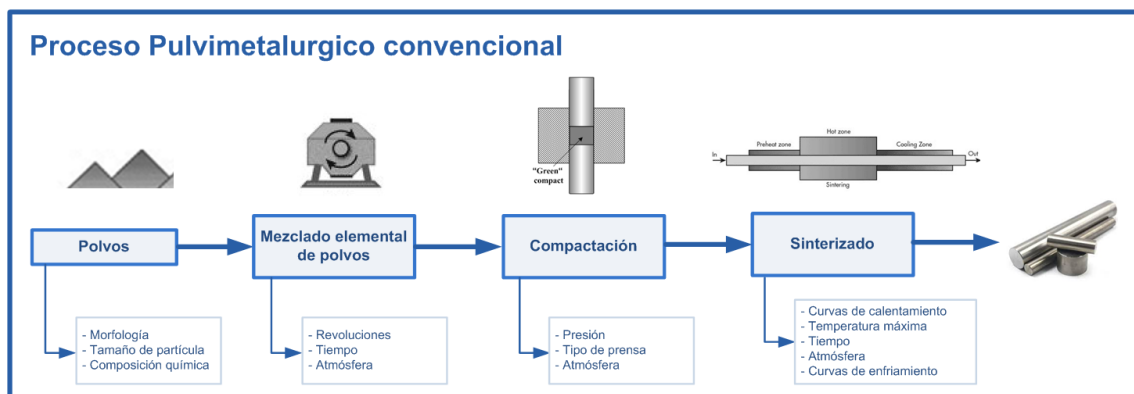 Proceso Pulvimetalurgico convencional
"Green"
compact
Hot zone
Preheat zone
Cooling Zone
In
Out
Sintering
Polvos
Mezclado elemental
de polvos
Compactación
Sinterizado
- Morfología
- Tamaño de partícula
- Composición química
- Revoluciones
- Tiempo
- Atmósfera
- Presión
- Tipo de prensa
- Atmósfera
- Curvas de calentamiento
- Temperatura máxima
- Tiempo
- Atmósfera
- Curvas de enfriamiento